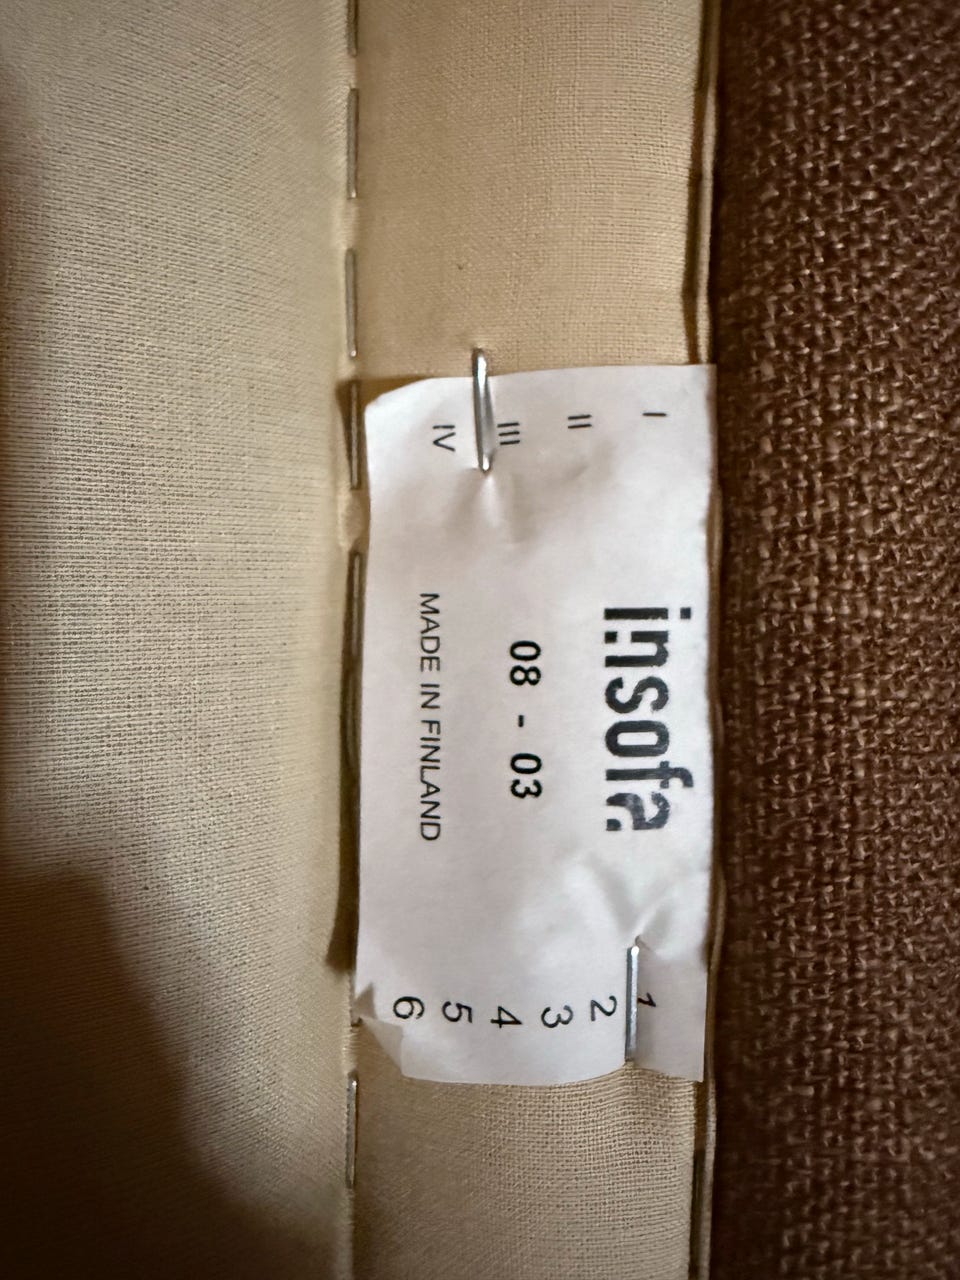 I
II
III
IV
insofa
08 - 03
MADE IN FINLAND
1
2
3
4
5
6